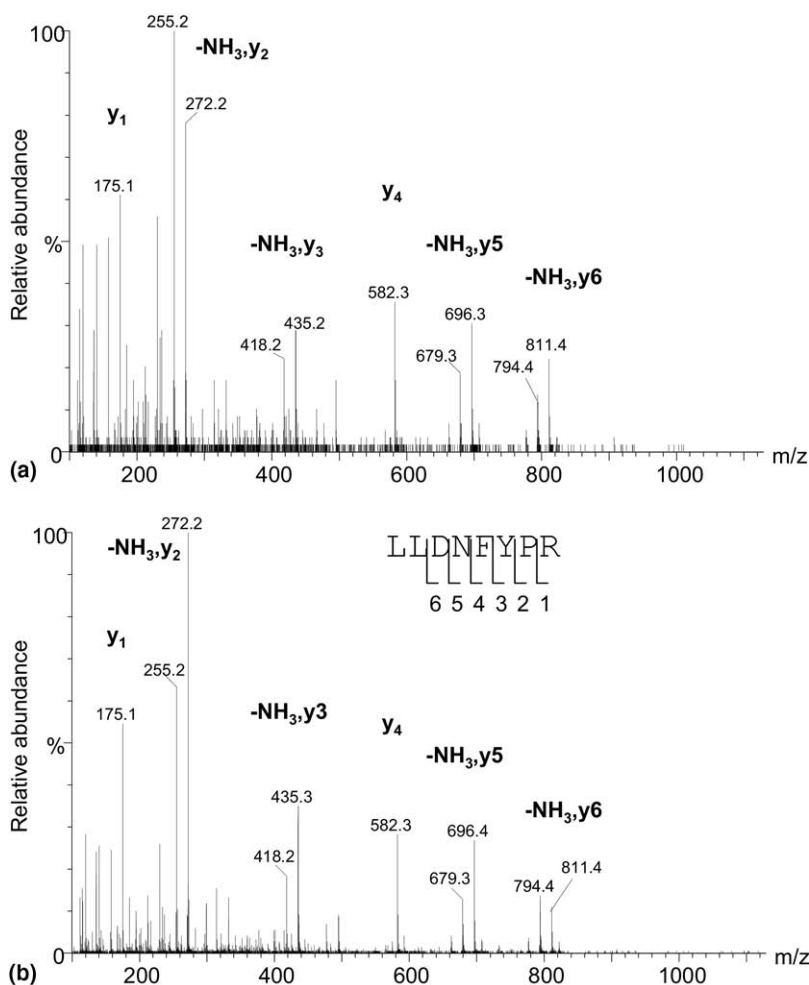 255.2
100
-NH₃,y₂
272.2
y₁
175.1
Relative abundance
%
y₄
-NH₃,y₃
-NH₃,y5
-NH₃,y6
582.3
696.3
435.2
418.2
679.3
811.4
794.4
0
200 400 600 800 1000 m/z
(a)
272.2
100
-NH₃,y₂
LLDNFYPR
6 5 4 3 2 1
y₁
255.2
175.1
Relative abundance
%
-NH₃,y3
y₄
-NH₃,y5
-NH₃,y6
435.3
582.3
696.4
418.2
679.3
794.4
811.4
0
200 400 600 800 1000 m/z
(b)